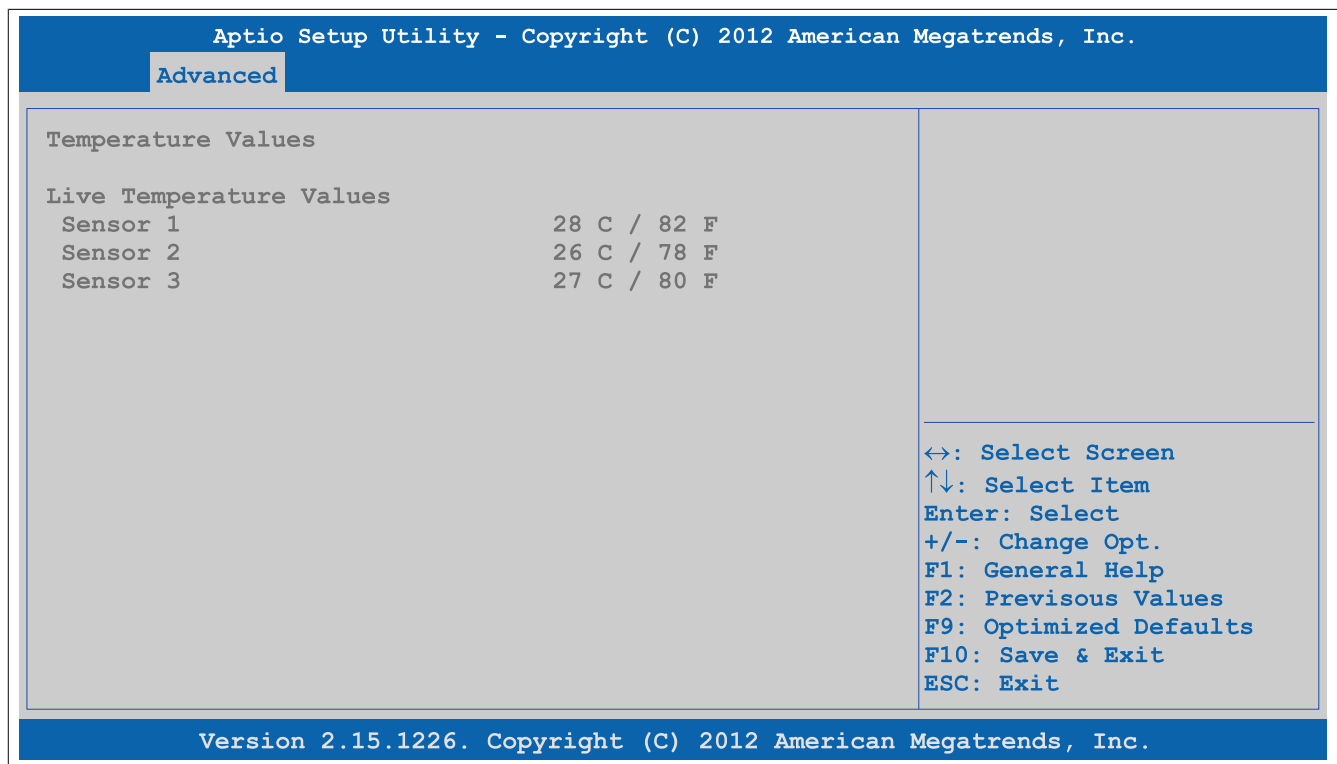 Aptio Setup Utility - Copyright (C) 2012 American Megatrends, Inc.
Advanced
Temperature Values
Live Temperature Values
Sensor 1 28 C / 82 F
Sensor 2 26 C / 78 F
Sensor 3 27 C / 80 F
↔: Select Screen
↑↓: Select Item
Enter: Select
+/-: Change Opt.
F1: General Help
F2: Previsous Values
F9: Optimized Defaults
F10: Save & Exit
ESC: Exit
Version 2.15.1226. Copyright (C) 2012 American Megatrends, Inc.